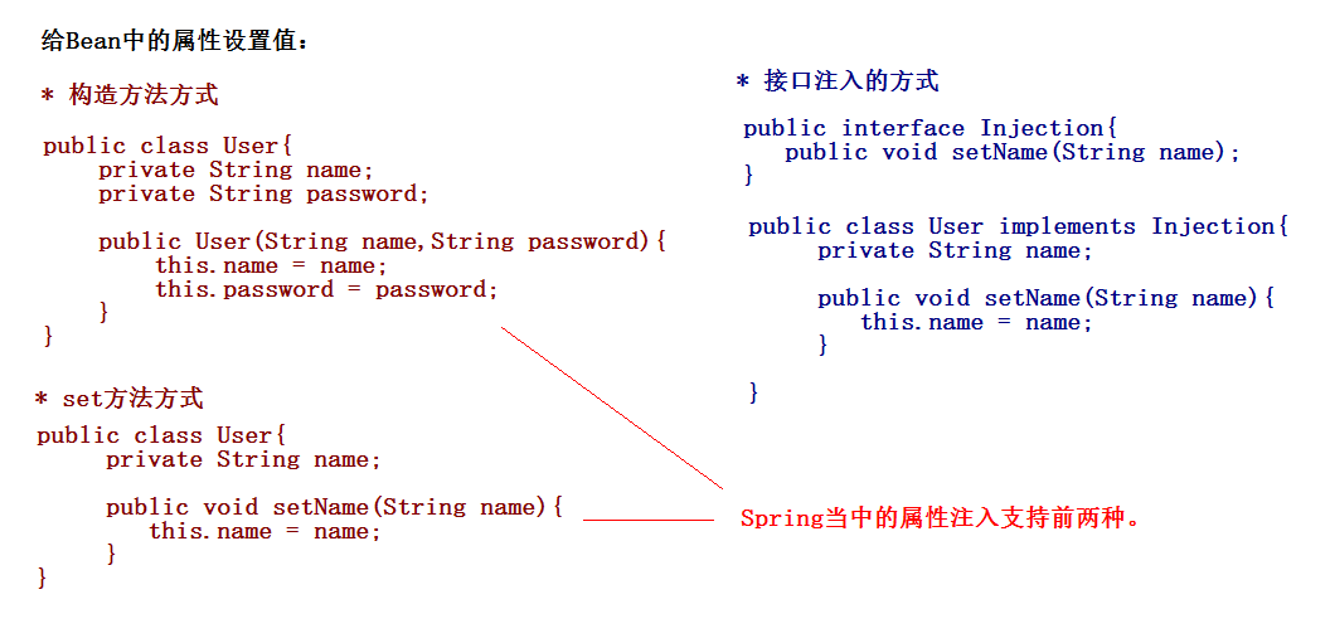 给Bean中的属性设置值：
* 构造方法方式
public class User{
private String name;
private String password;
public User(String name,String password){
this.name = name;
this.password = password;
}
}
* set方法方式
public class User{
private String name;
public void setName(String name){
this.name = name;
}
}
* 接口注入的方式
public interface Injection{
public void setName(String name);
}
public class User implements Injection{
private String name;
public void setName(String name){
this.name = name;
}
}
Spring当中的属性注入支持前两种。